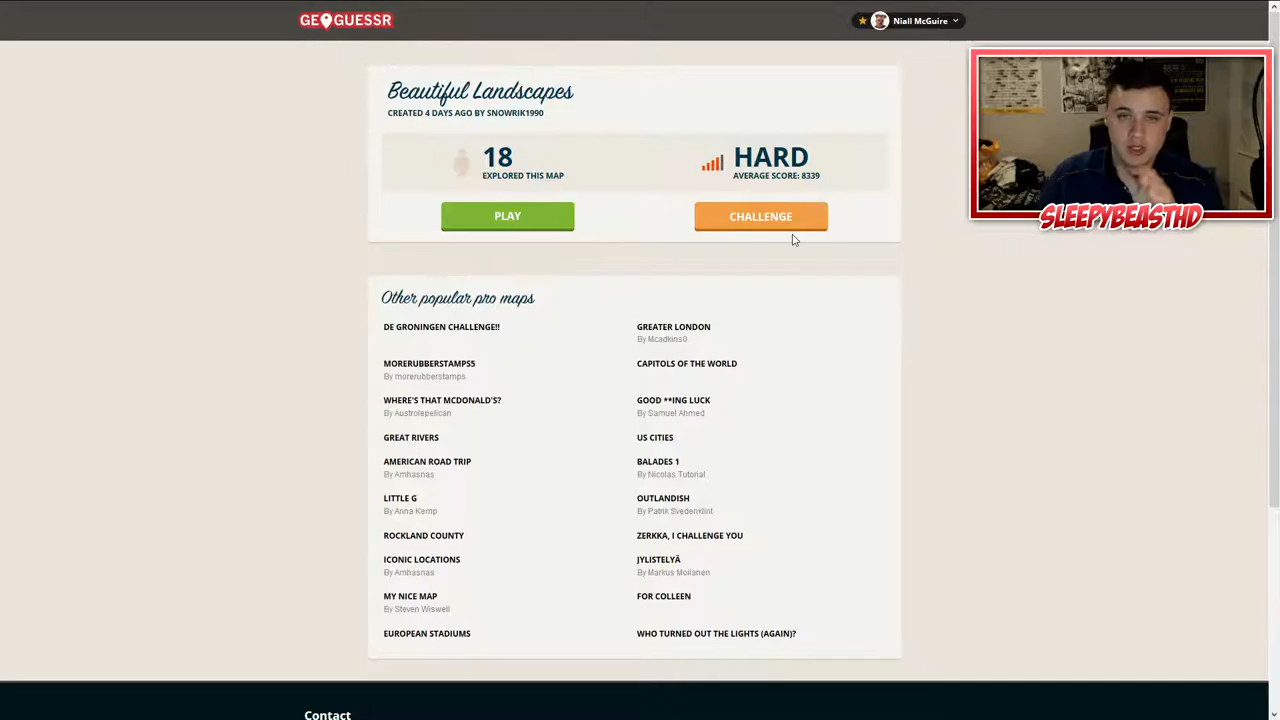 GEOGUESSR
Niall McGuire
Beautiful Landscapes
CREATED 4 DAYS AGO BY SNOWRIK1990
18
EXPLORED THIS MAP
HARD
AVERAGE SCORE: 8339
PLAY
CHALLENGE
SLEEPYBEASTHD
Other popular pro maps
DE GRONINGEN CHALLENGE!!
GREATER LONDON
By Mcadkins0
MORERUBBERSTAMPS5
By morerubberstamps
CAPITOLS OF THE WORLD
WHERE'S THAT MCDONALD'S?
By Austrolepelican
GOOD **ING LUCK
By Samuel Ahmed
GREAT RIVERS
US CITIES
AMERICAN ROAD TRIP
By Amhasnas
BALADES 1
By Nicolas Tutorial
LITTLE G
By Anna Kemp
OUTLANDISH
By Patrik Svedenklint
ROCKLAND COUNTY
ZERKKA, I CHALLENGE YOU
ICONIC LOCATIONS
By Amhasnas
JYLISTELYÄ
By Markus Moilanen
MY NICE MAP
By Steven Wiswell
FOR COLLEEN
EUROPEAN STADIUMS
WHO TURNED OUT THE LIGHTS (AGAIN)?
Contact